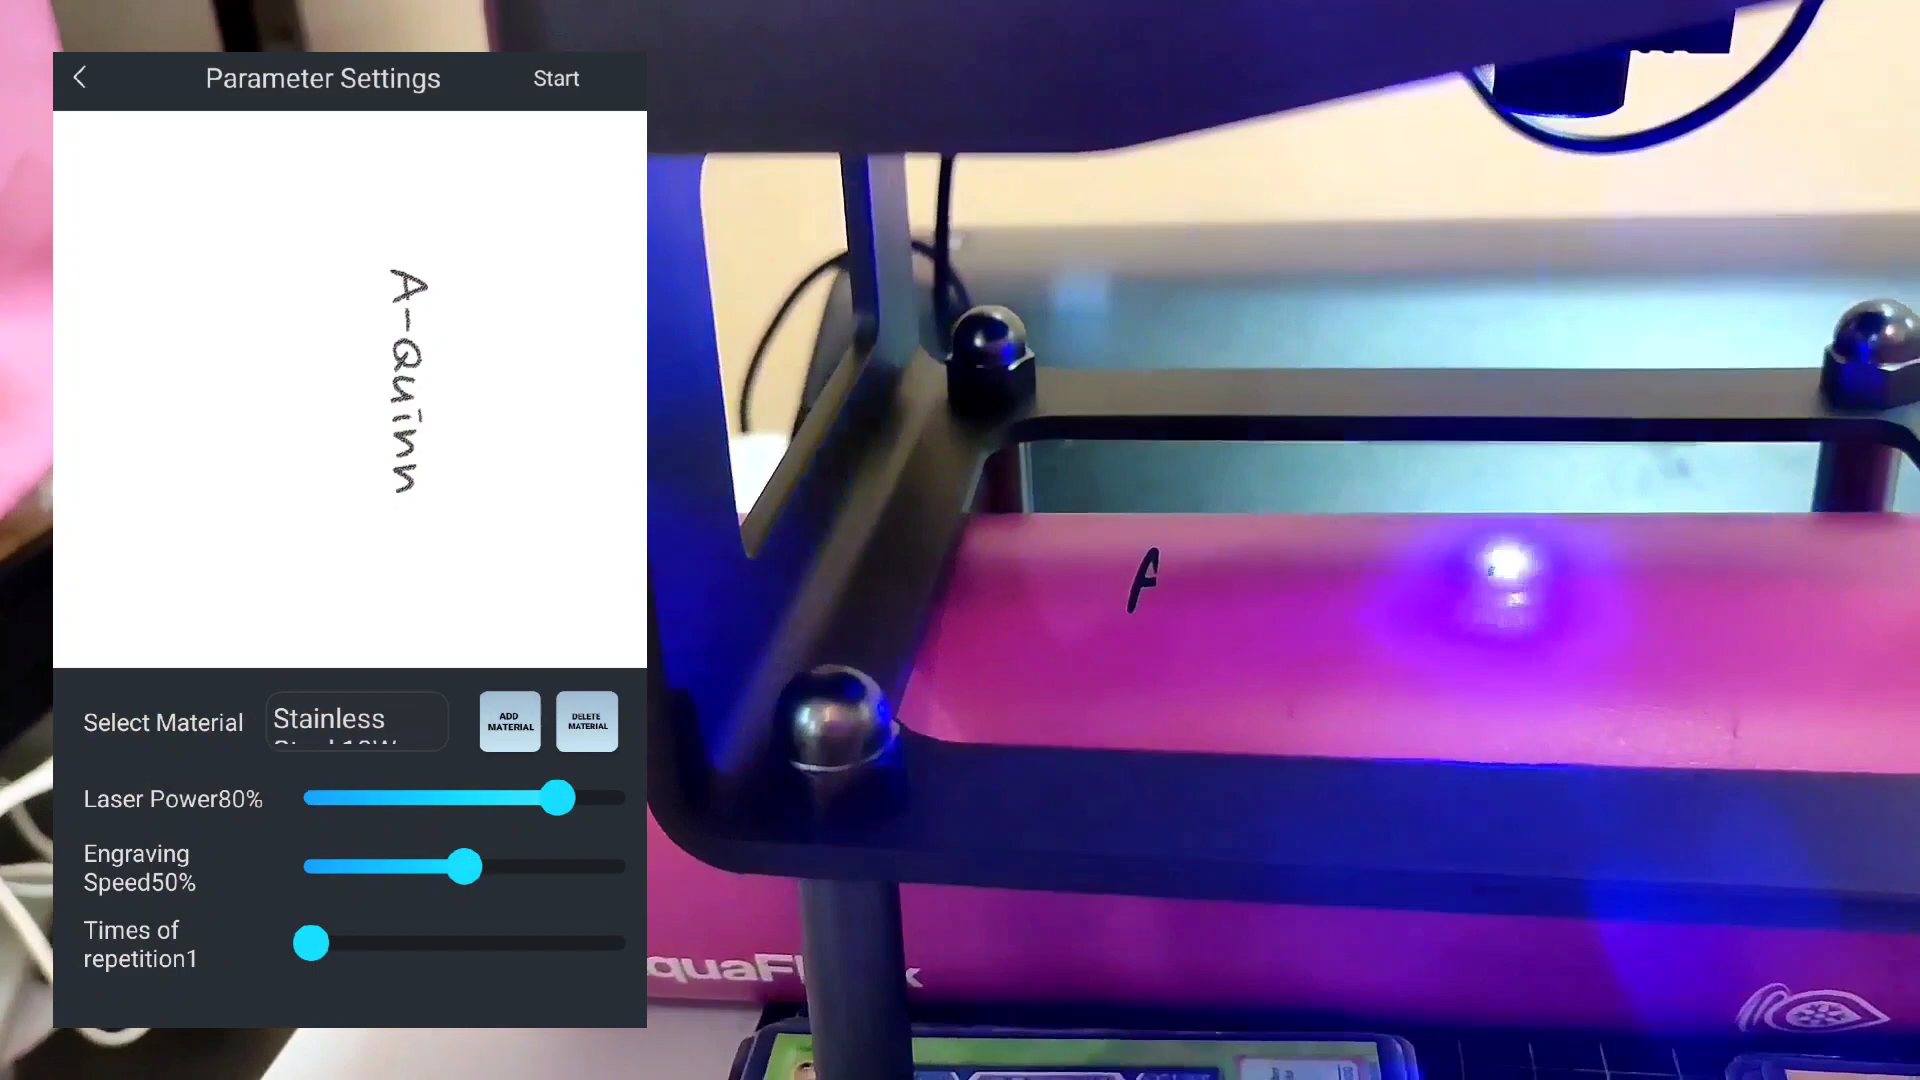 Parameter Settings
Start
A-Quinn
Select Material
Stainless
ADD
MATERIAL
DELETE
MATERIAL
Laser Power80%
Engraving
Speed50%
Times of
repetition1
A